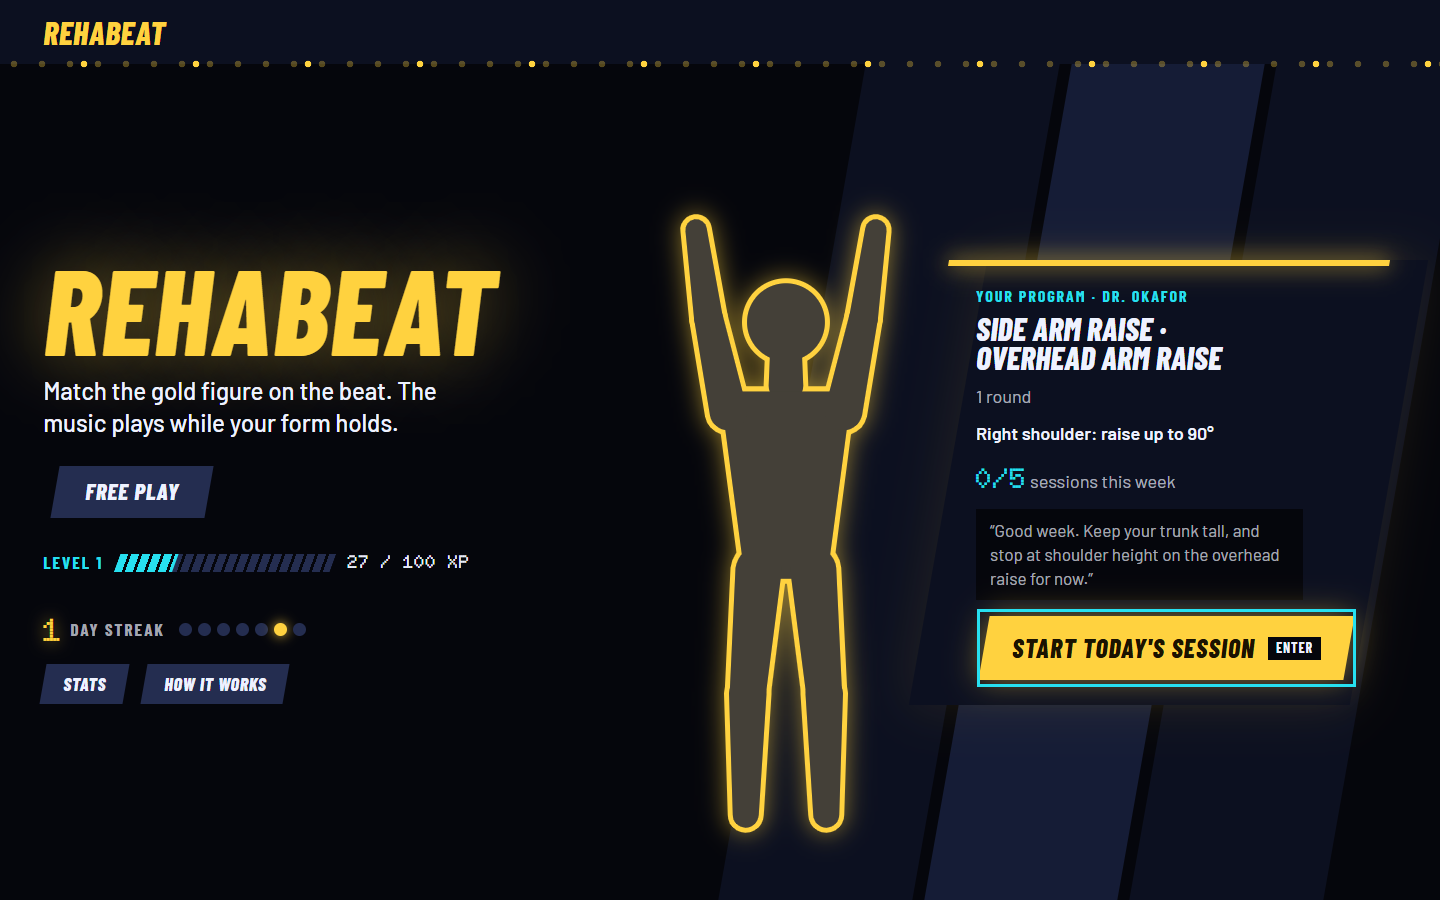 REHABEAT
REHABEAT
Match the gold figure on the beat. The
music plays while your form holds.
FREE PLAY
LEVEL 1 27 / 100 XP
1 DAY STREAK
STATS HOW IT WORKS
YOUR PROGRAM · DR. OKAFOR
SIDE ARM RAISE ·
OVERHEAD ARM RAISE
1 round
Right shoulder: raise up to 90°
0/5 sessions this week
“Good week. Keep your trunk tall, and
stop at shoulder height on the overhead
raise for now.”
START TODAY'S SESSION ENTER